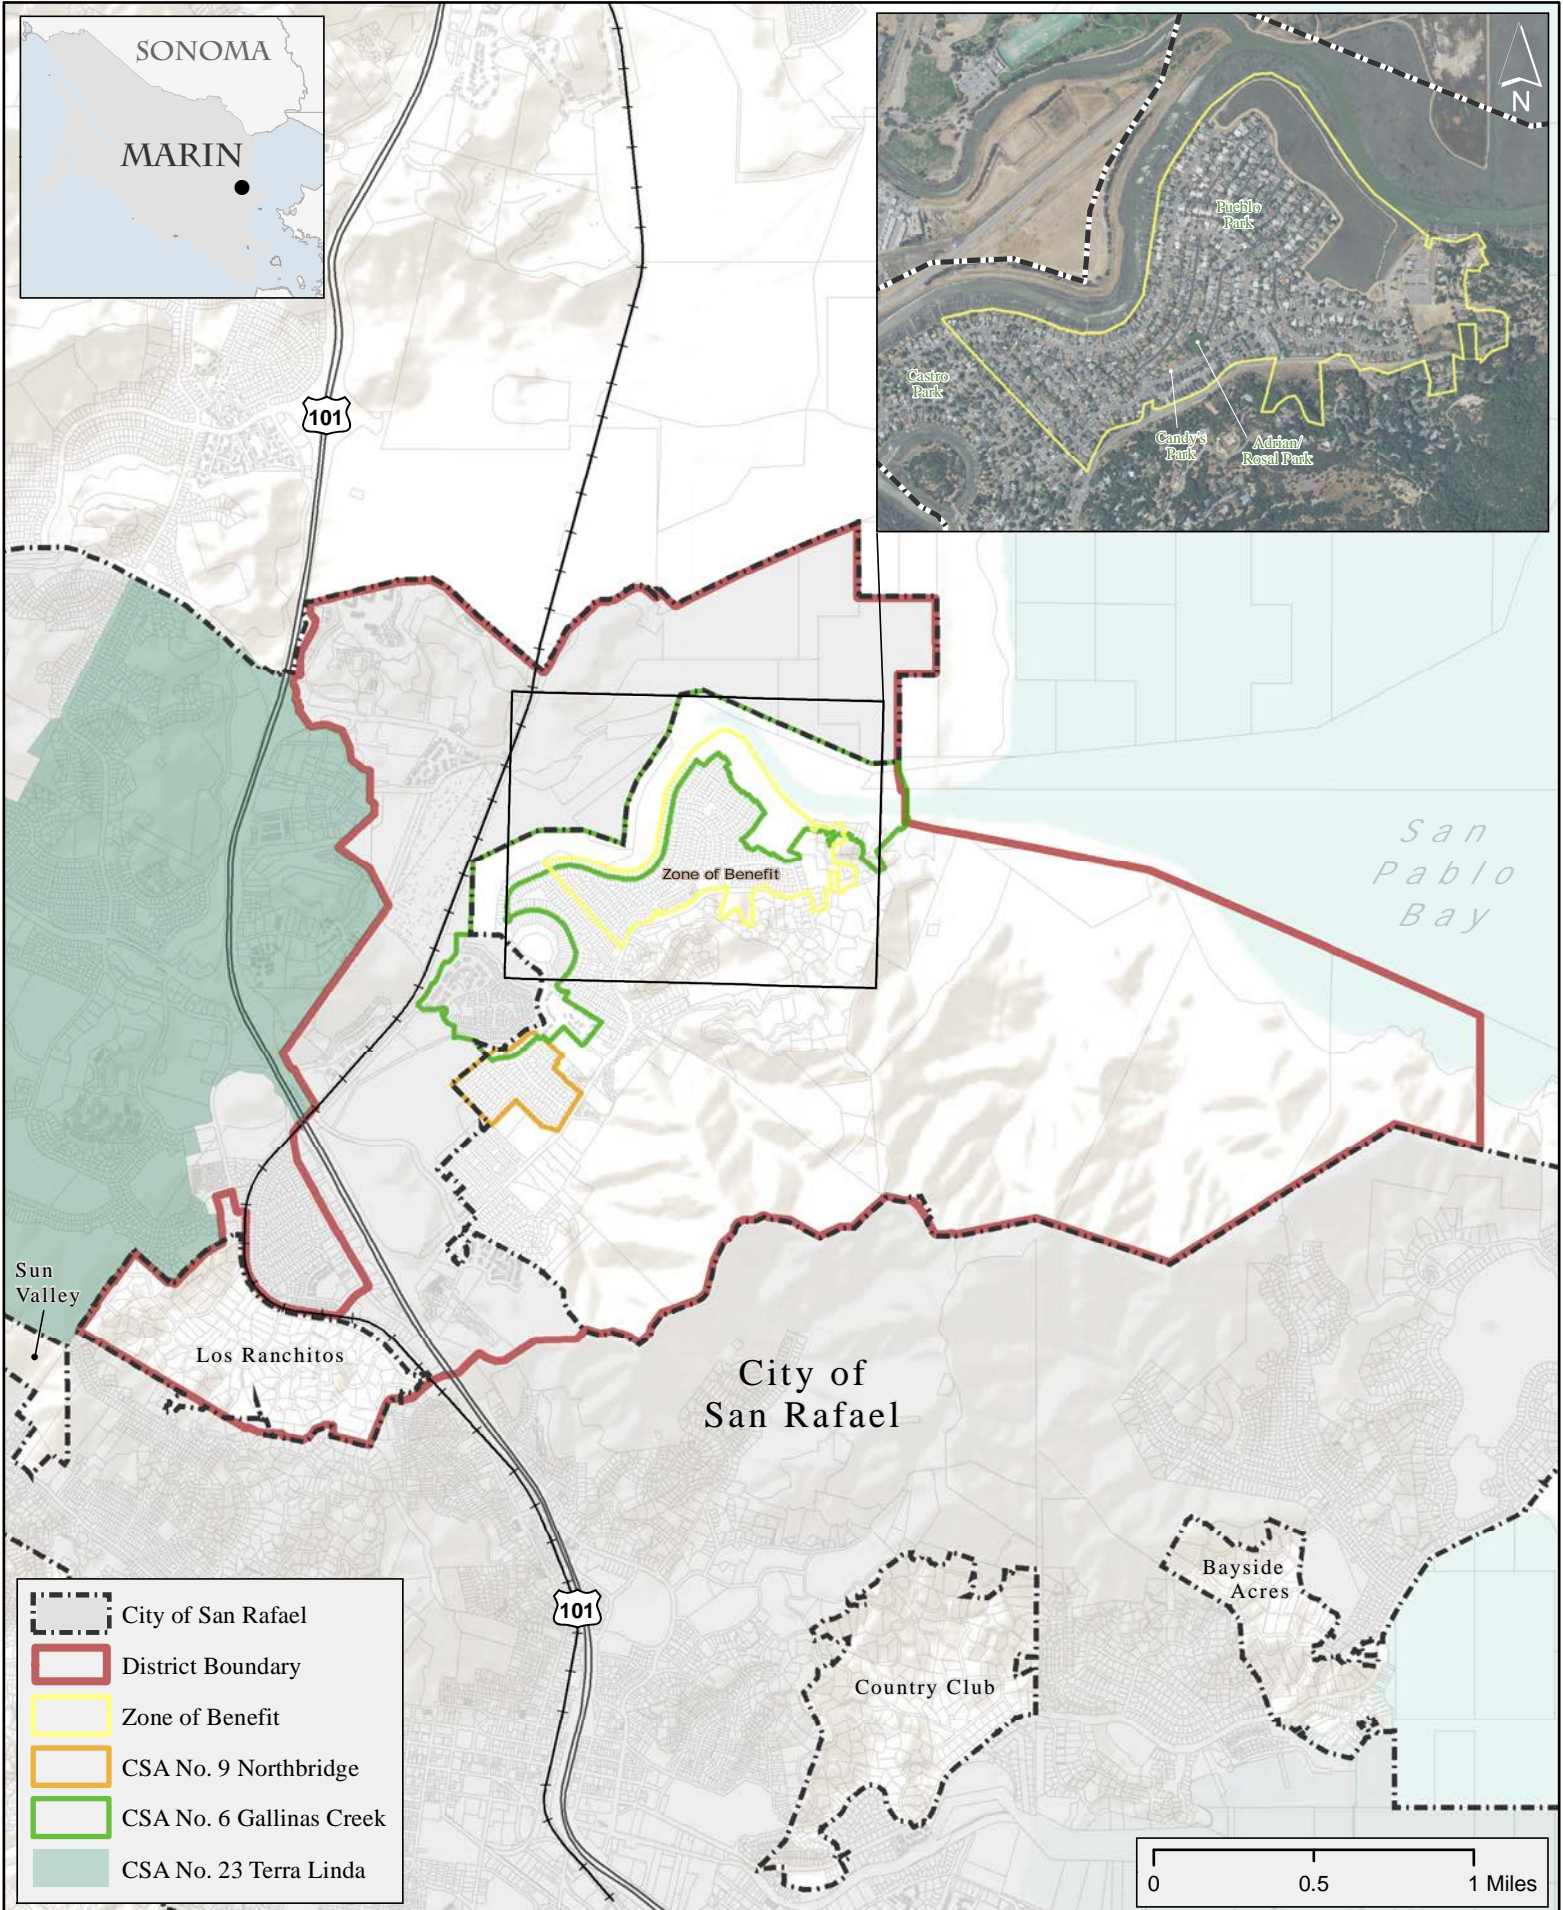 SONOMA
MARIN
N
Pueblo
Park
Castro
Park
Candy's
Park
Adrian/
Rosal Park
101
San
Pablo
Bay
Zone of Benefit
Sun
Valley
Los Ranchitos
City of
San Rafael
Bayside
Acres
Country Club
101
City of San Rafael
District Boundary
Zone of Benefit
CSA No. 9 Northbridge
CSA No. 6 Gallinas Creek
CSA No. 23 Terra Linda
0 0.5 1 Miles